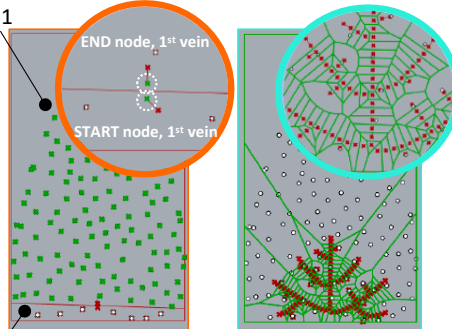 1
END node, 1st vein
START node, 1st vein